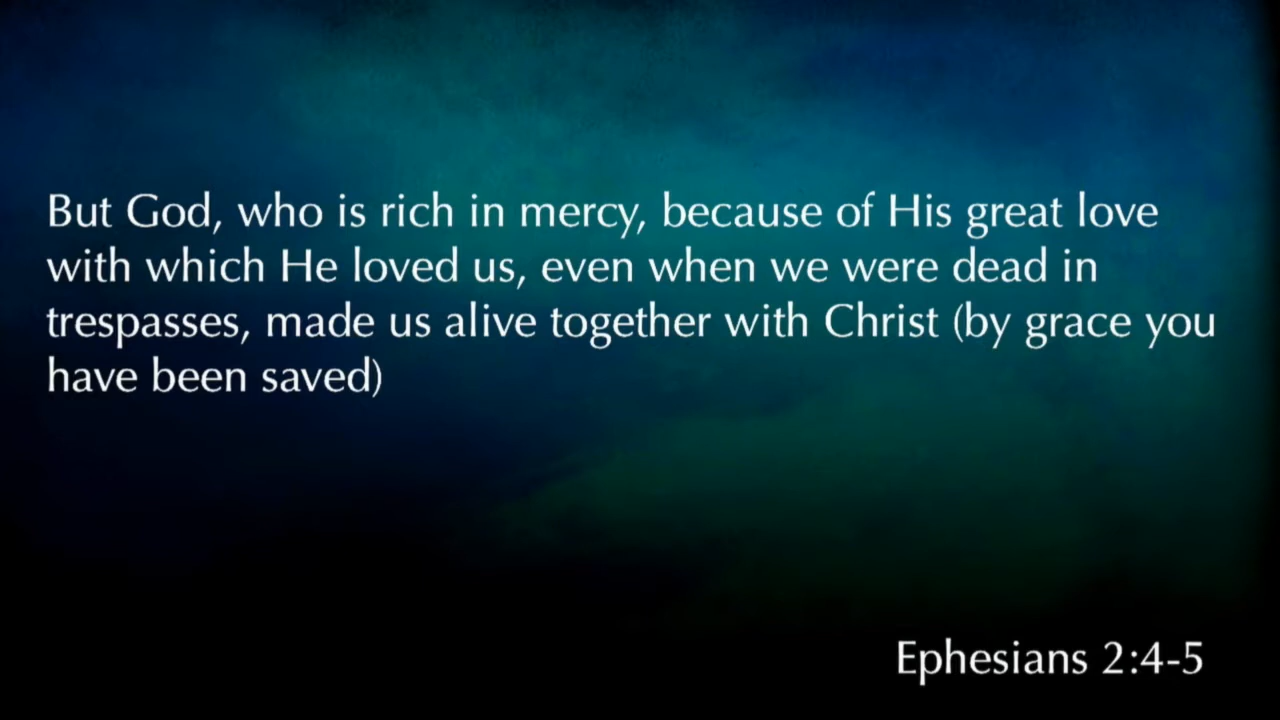 But God, who is rich in mercy, because of His great love
with which He loved us, even when we were dead in
trespasses, made us alive together with Christ (by grace you
have been saved)
Ephesians 2:4-5